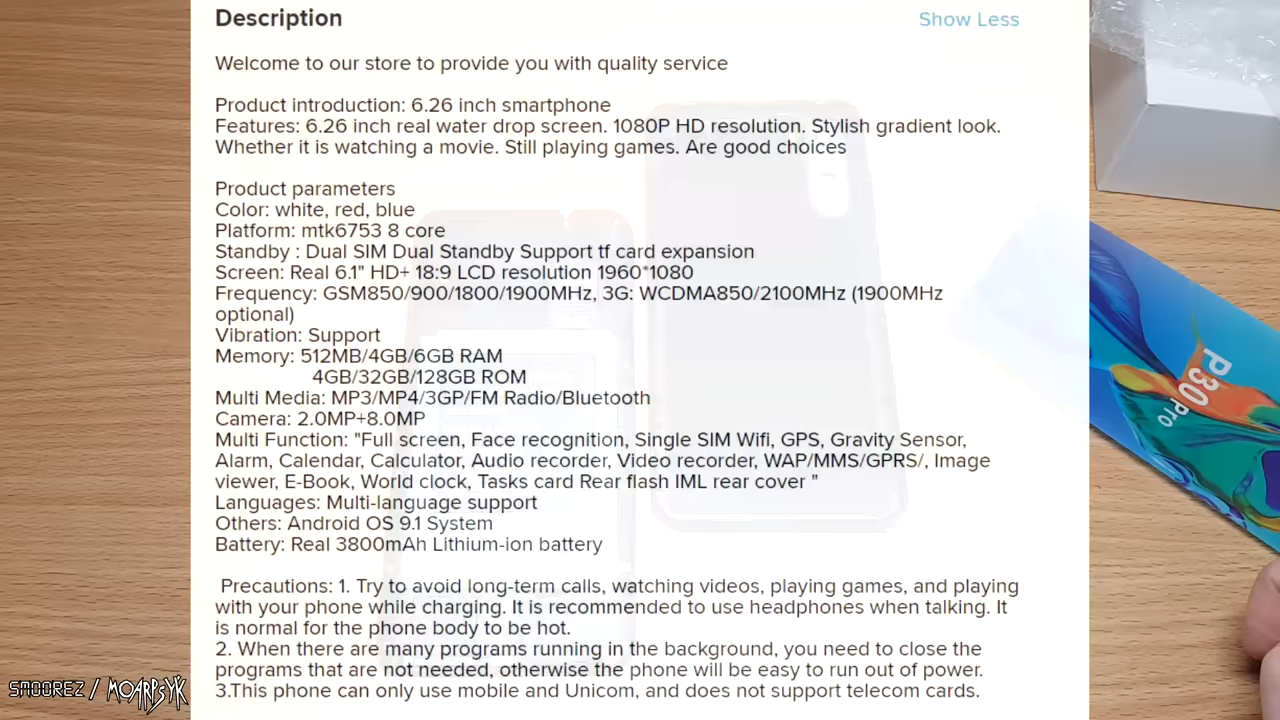 Description
Show Less
Welcome to our store to provide you with quality service
Product introduction: 6.26 inch smartphone
Features: 6.26 inch real water drop screen. 1080P HD resolution. Stylish gradient look.
Whether it is watching a movie. Still playing games. Are good choices
Product parameters
Color: white, red, blue
Platform: mtk6753 8 core
Standby : Dual SIM Dual Standby Support tf card expansion
Screen: Real 6.1" HD+ 18:9 LCD resolution 1960*1080
Frequency: GSM850/900/1800/1900MHz, 3G: WCDMA850/2100MHz (1900MHz
optional)
Vibration: Support
Memory: 512MB/4GB/6GB RAM
4GB/32GB/128GB ROM
Multi Media: MP3/MP4/3GP/FM Radio/Bluetooth
Camera: 2.0MP+8.0MP
Multi Function: "Full screen, Face recognition, Single SIM Wifi, GPS, Gravity Sensor,
Alarm, Calendar, Calculator, Audio recorder, Video recorder, WAP/MMS/GPRS/, Image
viewer, E-Book, World clock, Tasks card Rear flash IML rear cover "
Languages: Multi-language support
Others: Android OS 9.1 System
Battery: Real 3800mAh Lithium-ion battery
Precautions: 1. Try to avoid long-term calls, watching videos, playing games, and playing
with your phone while charging. It is recommended to use headphones when talking. It
is normal for the phone body to be hot.
2. When there are many programs running in the background, you need to close the
programs that are not needed, otherwise the phone will be easy to run out of power.
3.This phone can only use mobile and Unicom, and does not support telecom cards.
P30 Pro
SMOOREZ / MOARPSYK